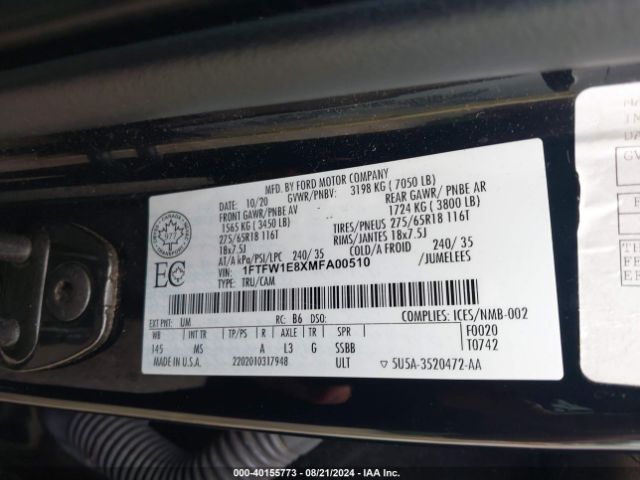 MFD. BY FORD MOTOR COMPANY
10/20 GVWR/PNBV: 3198 KG ( 7050 LB)
FRONT GAWR/PNBE AV REAR GAWR/ PNBE AR
1565 KG ( 3450 LB) 1724 KG ( 3800 LB)
275/65R18 116T TIRES/PNEUS 275/65R18 116T
18x7.5J RIMS/JANTES 18x7.5J
AT/A kPa/PSI/LPC 240/ 35 COLD/A FROID 240/ 35
1FTFW1E8XMFA00510 /JUMELEES
TYPE: TRU/CAM
CANADA
TRANSPORT
EC
EXT PNT: UM RC: B6 DSO: COMPLIES: ICES/NMB-002
WB INT TR TP/PS R AXLE TR SPR F0020
145 MS A L3 G SSBB T0742
MADE IN U.S.A. 2202010317948 ULT ▽ 5U5A-3520472-AA
000-40155773 - 08/21/2024 - IAA Inc.